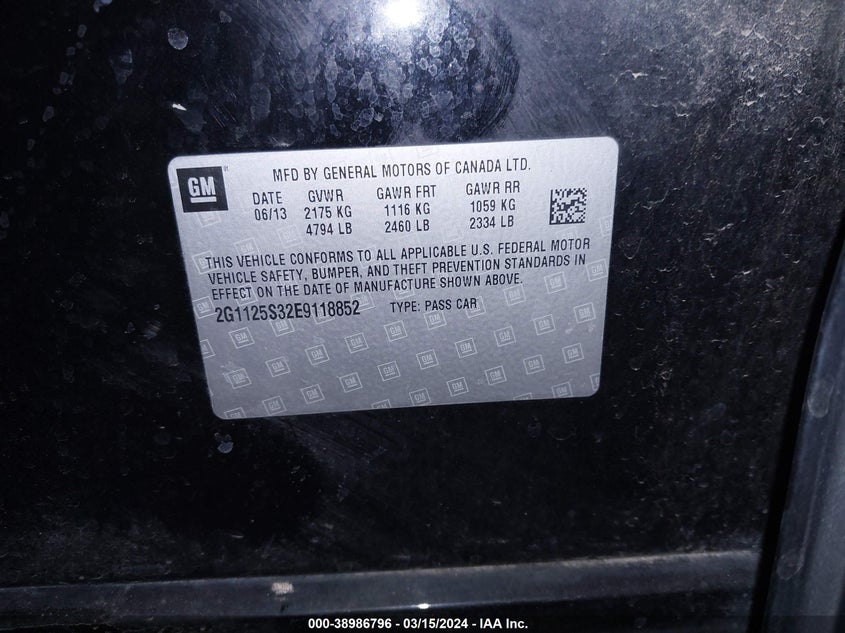 GM
MFD BY GENERAL MOTORS OF CANADA LTD.
DATE GVWR GAWR FRT GAWR RR
06/13 2175 KG 1116 KG 1059 KG
4794 LB 2460 LB 2334 LB
THIS VEHICLE CONFORMS TO ALL APPLICABLE U.S. FEDERAL MOTOR
VEHICLE SAFETY, BUMPER, AND THEFT PREVENTION STANDARDS IN
EFFECT ON THE DATE OF MANUFACTURE SHOWN ABOVE.
2G1125S32E9118852 TYPE: PASS CAR
000-38986796 — 03/15/2024 — IAA Inc.